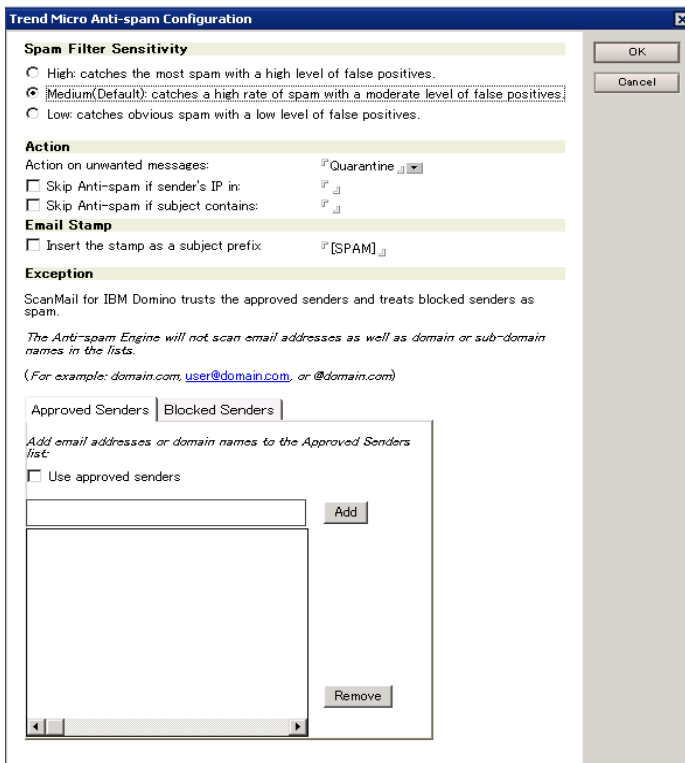 Trend Micro Anti-spam Configuration
Spam Filter Sensitivity
High: catches the most spam with a high level of false positives.
Medium(Default): catches a high rate of spam with a moderate level of false positives.
Low: catches obvious spam with a low level of false positives.
Action
Action on unwanted messages: Quarantine
Skip Anti-spam if sender's IP in:
Skip Anti-spam if subject contains:
Email Stamp
Insert the stamp as a subject prefix [SPAM]
Exception
ScanMail for IBM Domino trusts the approved senders and treats blocked senders as
spam.
The Anti-spam Engine will not scan email addresses as well as domain or sub-domain
names in the lists.
(For example: domain.com, user@domain.com, or @domain.com)
Approved Senders Blocked Senders
Add email addresses or domain names to the Approved Senders
list:
Use approved senders
Add
Remove
OK
Cancel